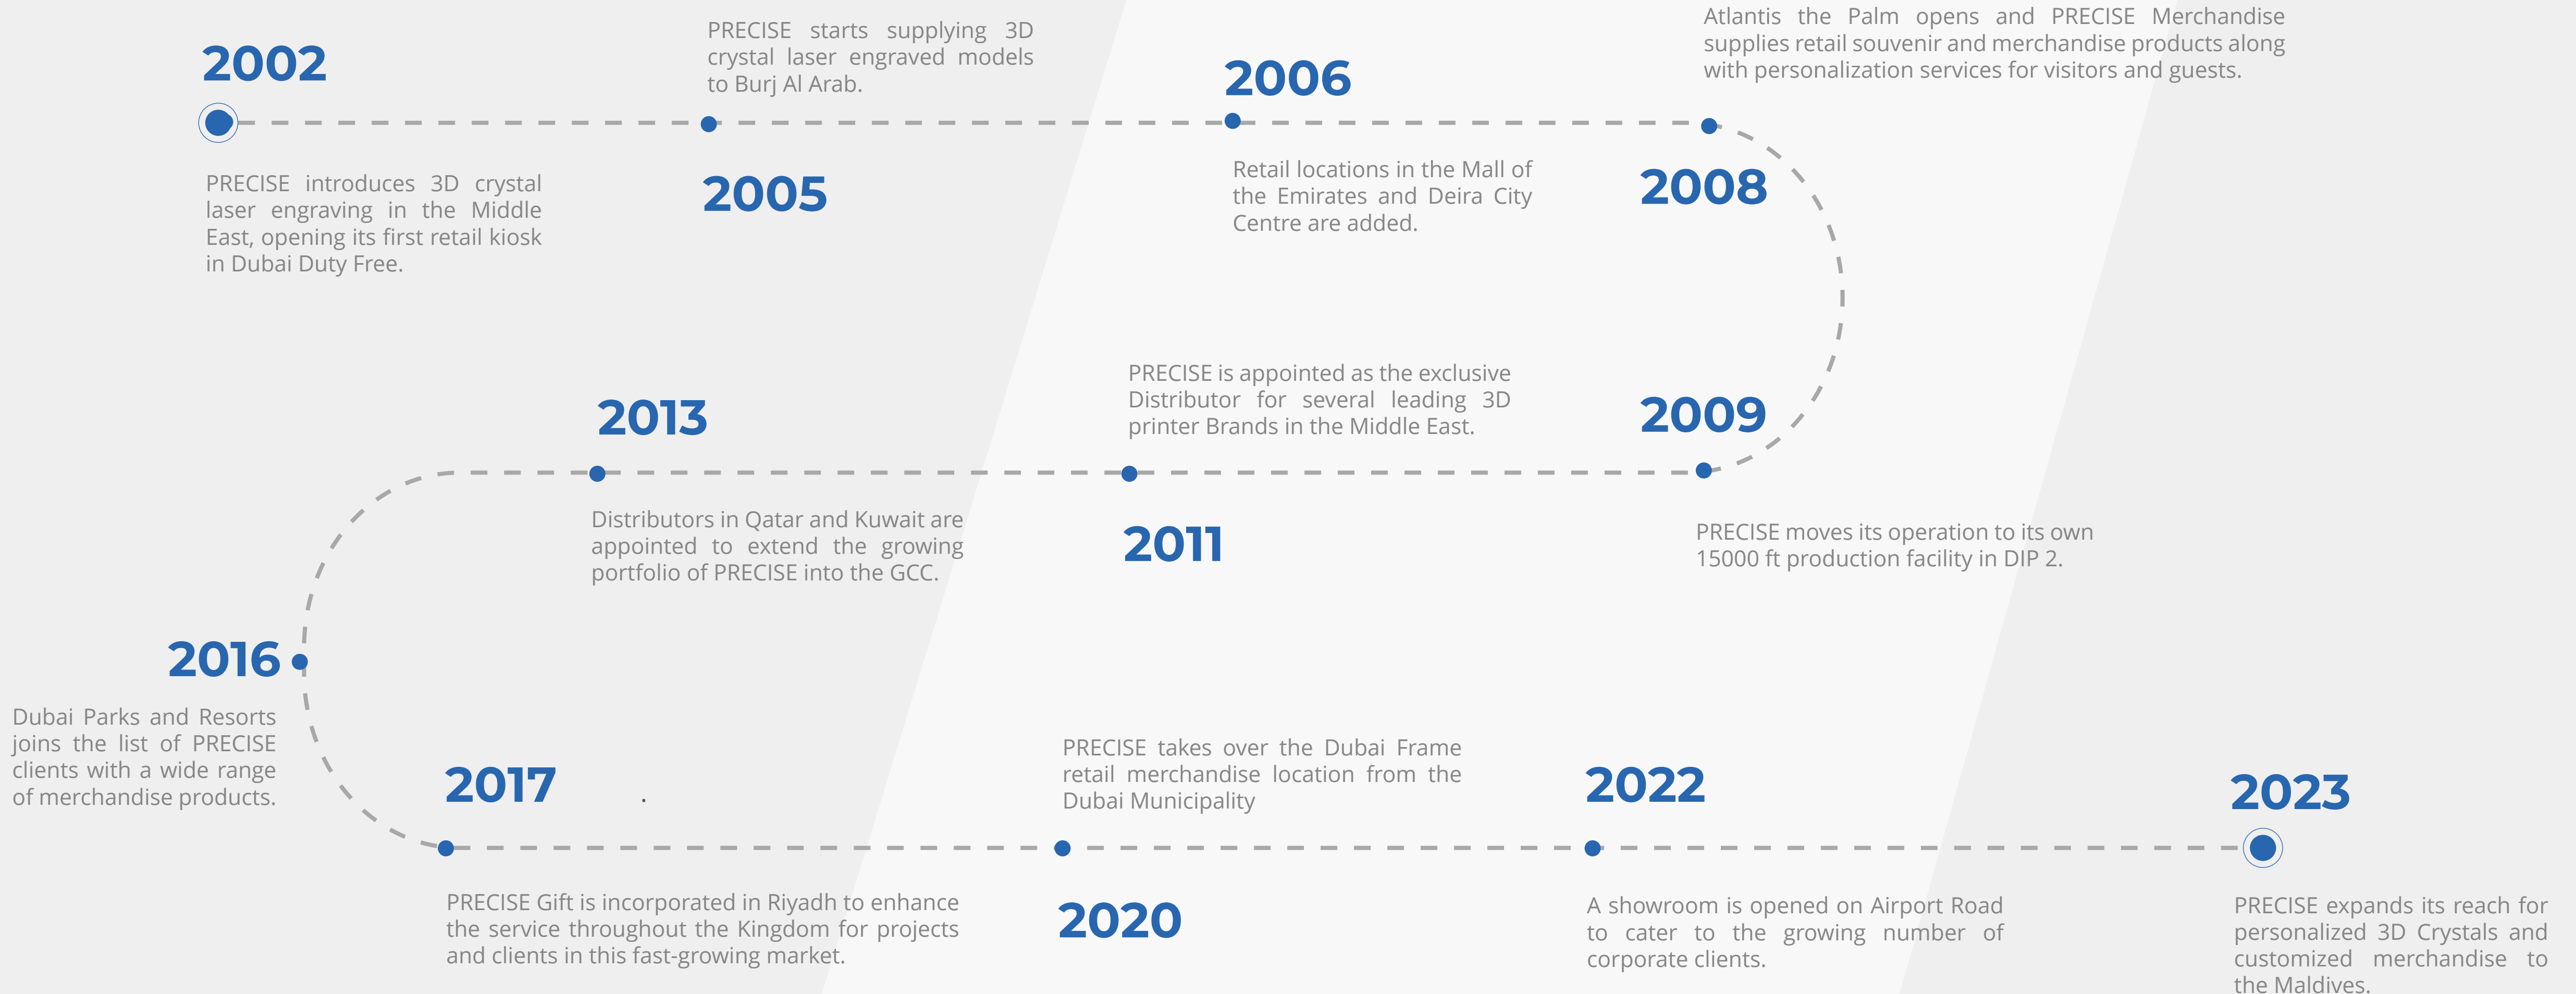 2002
PRECISE introduces 3D crystal
laser engraving in the Middle
East, opening its first retail kiosk
in Dubai Duty Free.
PRECISE starts supplying 3D
crystal laser engraved models
to Burj Al Arab.
2005
2006
Retail locations in the Mall of
the Emirates and Deira City
Centre are added.
Atlantis the Palm opens and PRECISE Merchandise
supplies retail souvenir and merchandise products along
with personalization services for visitors and guests.
2008
2009
PRECISE moves its operation to its own
15000 ft production facility in DIP 2.
PRECISE is appointed as the exclusive
Distributor for several leading 3D
printer Brands in the Middle East.
2011
2013
Distributors in Qatar and Kuwait are
appointed to extend the growing
portfolio of PRECISE into the GCC.
2016
Dubai Parks and Resorts
joins the list of PRECISE
clients with a wide range
of merchandise products.
2017
.
PRECISE Gift is incorporated in Riyadh to enhance
the service throughout the Kingdom for projects
and clients in this fast-growing market.
PRECISE takes over the Dubai Frame
retail merchandise location from the
Dubai Municipality
2020
2022
A showroom is opened on Airport Road
to cater to the growing number of
corporate clients.
2023
PRECISE expands its reach for
personalized 3D Crystals and
customized merchandise to
the Maldives.